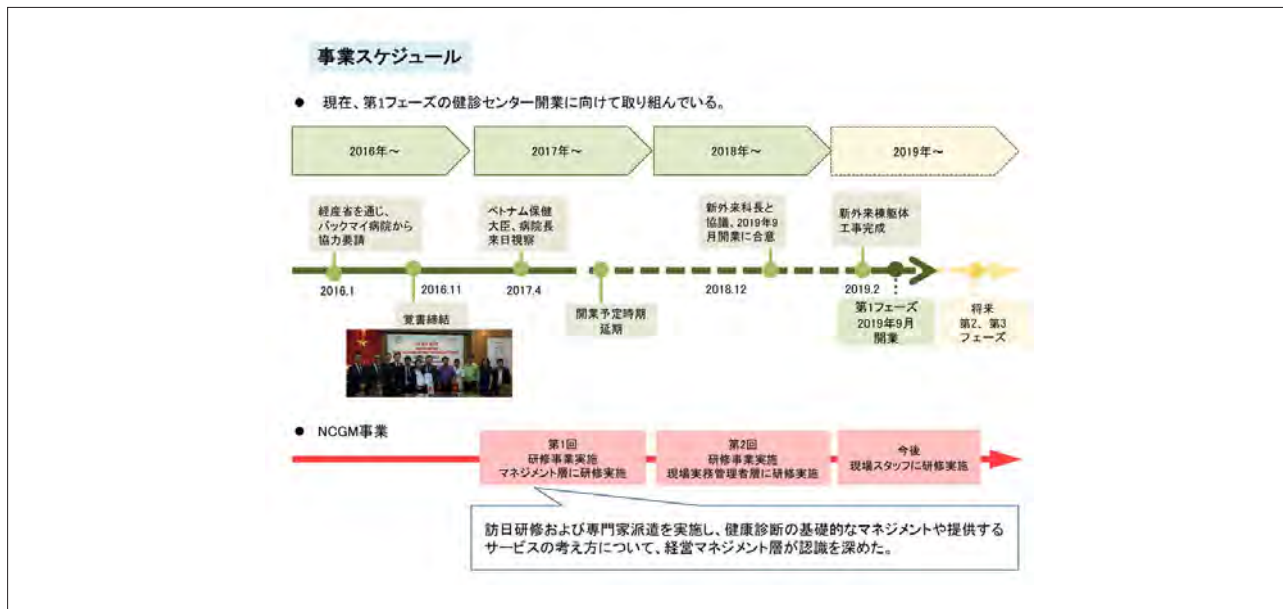 事業スケジュール
● 現在、第1フェーズの健診センター開業に向けて取り組んでいる。
2016年～
2017年～
2018年～
2019年～
経産省を通じ、
バックマイ病院から
協力要請
ベトナム保健
大臣、病院長
来日視察
新外来科長と
協議、2019年9
月開業に合意
新外来棟躯体
工事完成
2016.1
2016.11
2017.4
2018.12
2019.2
覚書締結
開業予定時期
延期
第1フェーズ
2019年9月
開業
将来
第2、第3
フェーズ
● NCGM事業
第1回
研修事業実施
マネジメント層に研修実施
第2回
研修事業実施
現場実務管理者層に研修実施
今後
現場スタッフに研修実施
訪日研修および専門家派遣を実施し、健康診断の基礎的なマネジメントや提供する
サービスの考え方について、経営マネジメント層が認識を深めた。